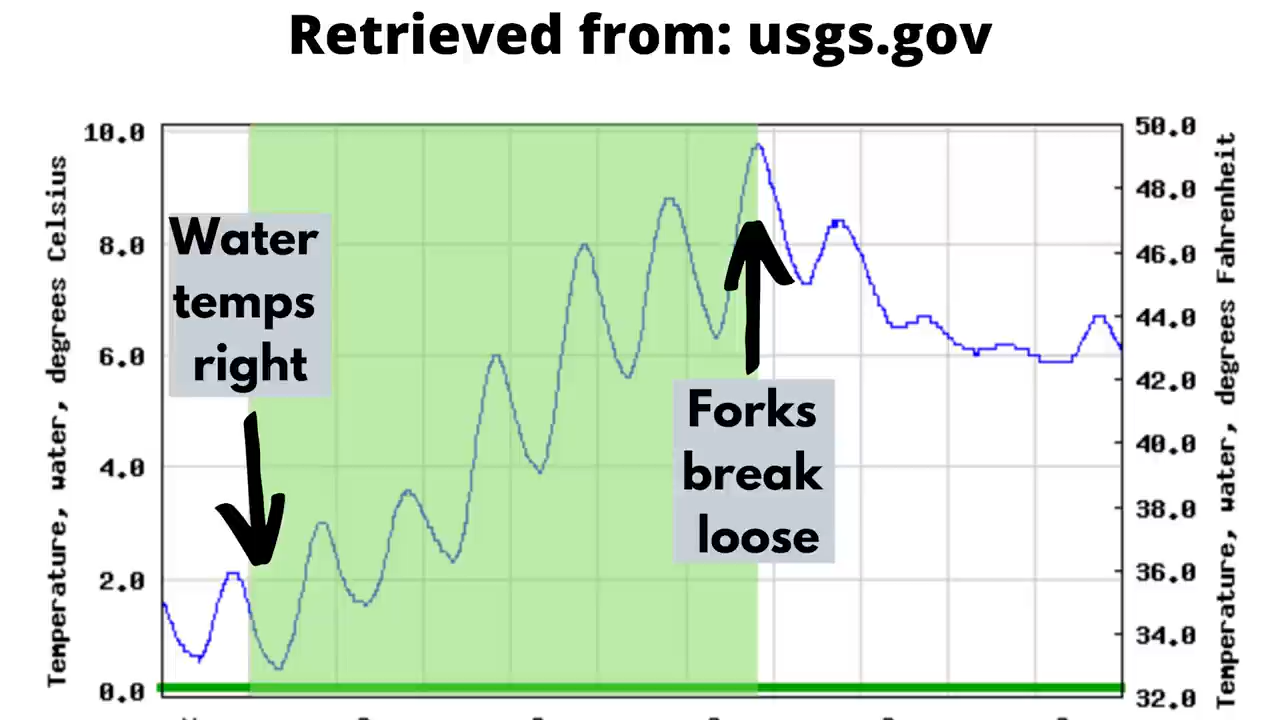 Retrieved from: usgs.gov
Temperature, water, degrees Celsius
10.0
8.0
6.0
4.0
2.0
0.0
Water
temps
right
Forks
break
loose
50.0
48.0
46.0
44.0
42.0
40.0
38.0
36.0
34.0
32.0
Temperature, water, degrees Fahrenheit